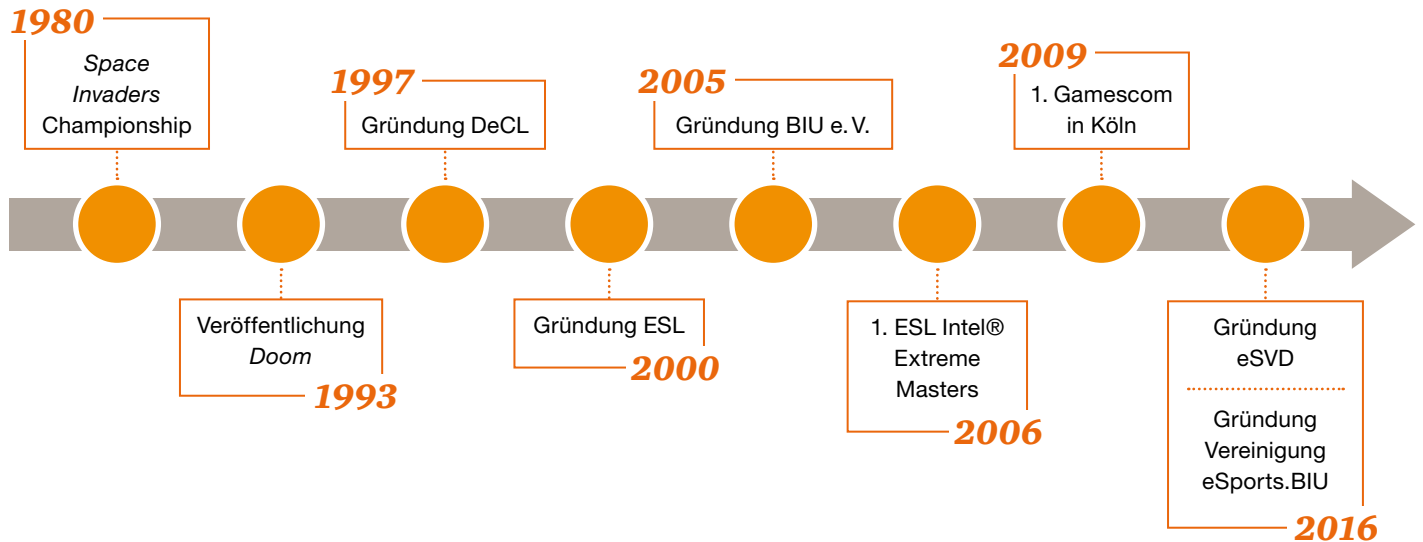 1980
Space
Invaders
Championship
Veröffentlichung
Doom
1993
1997
Gründung DeCL
Gründung ESL
2000
2005
Gründung BIU e. V.
1. ESL Intel®
Extreme
Masters
2006
2009
1. Gamescom
in Köln
Gründung
eSVD
Gründung
Vereinigung
eSports.BIU
2016